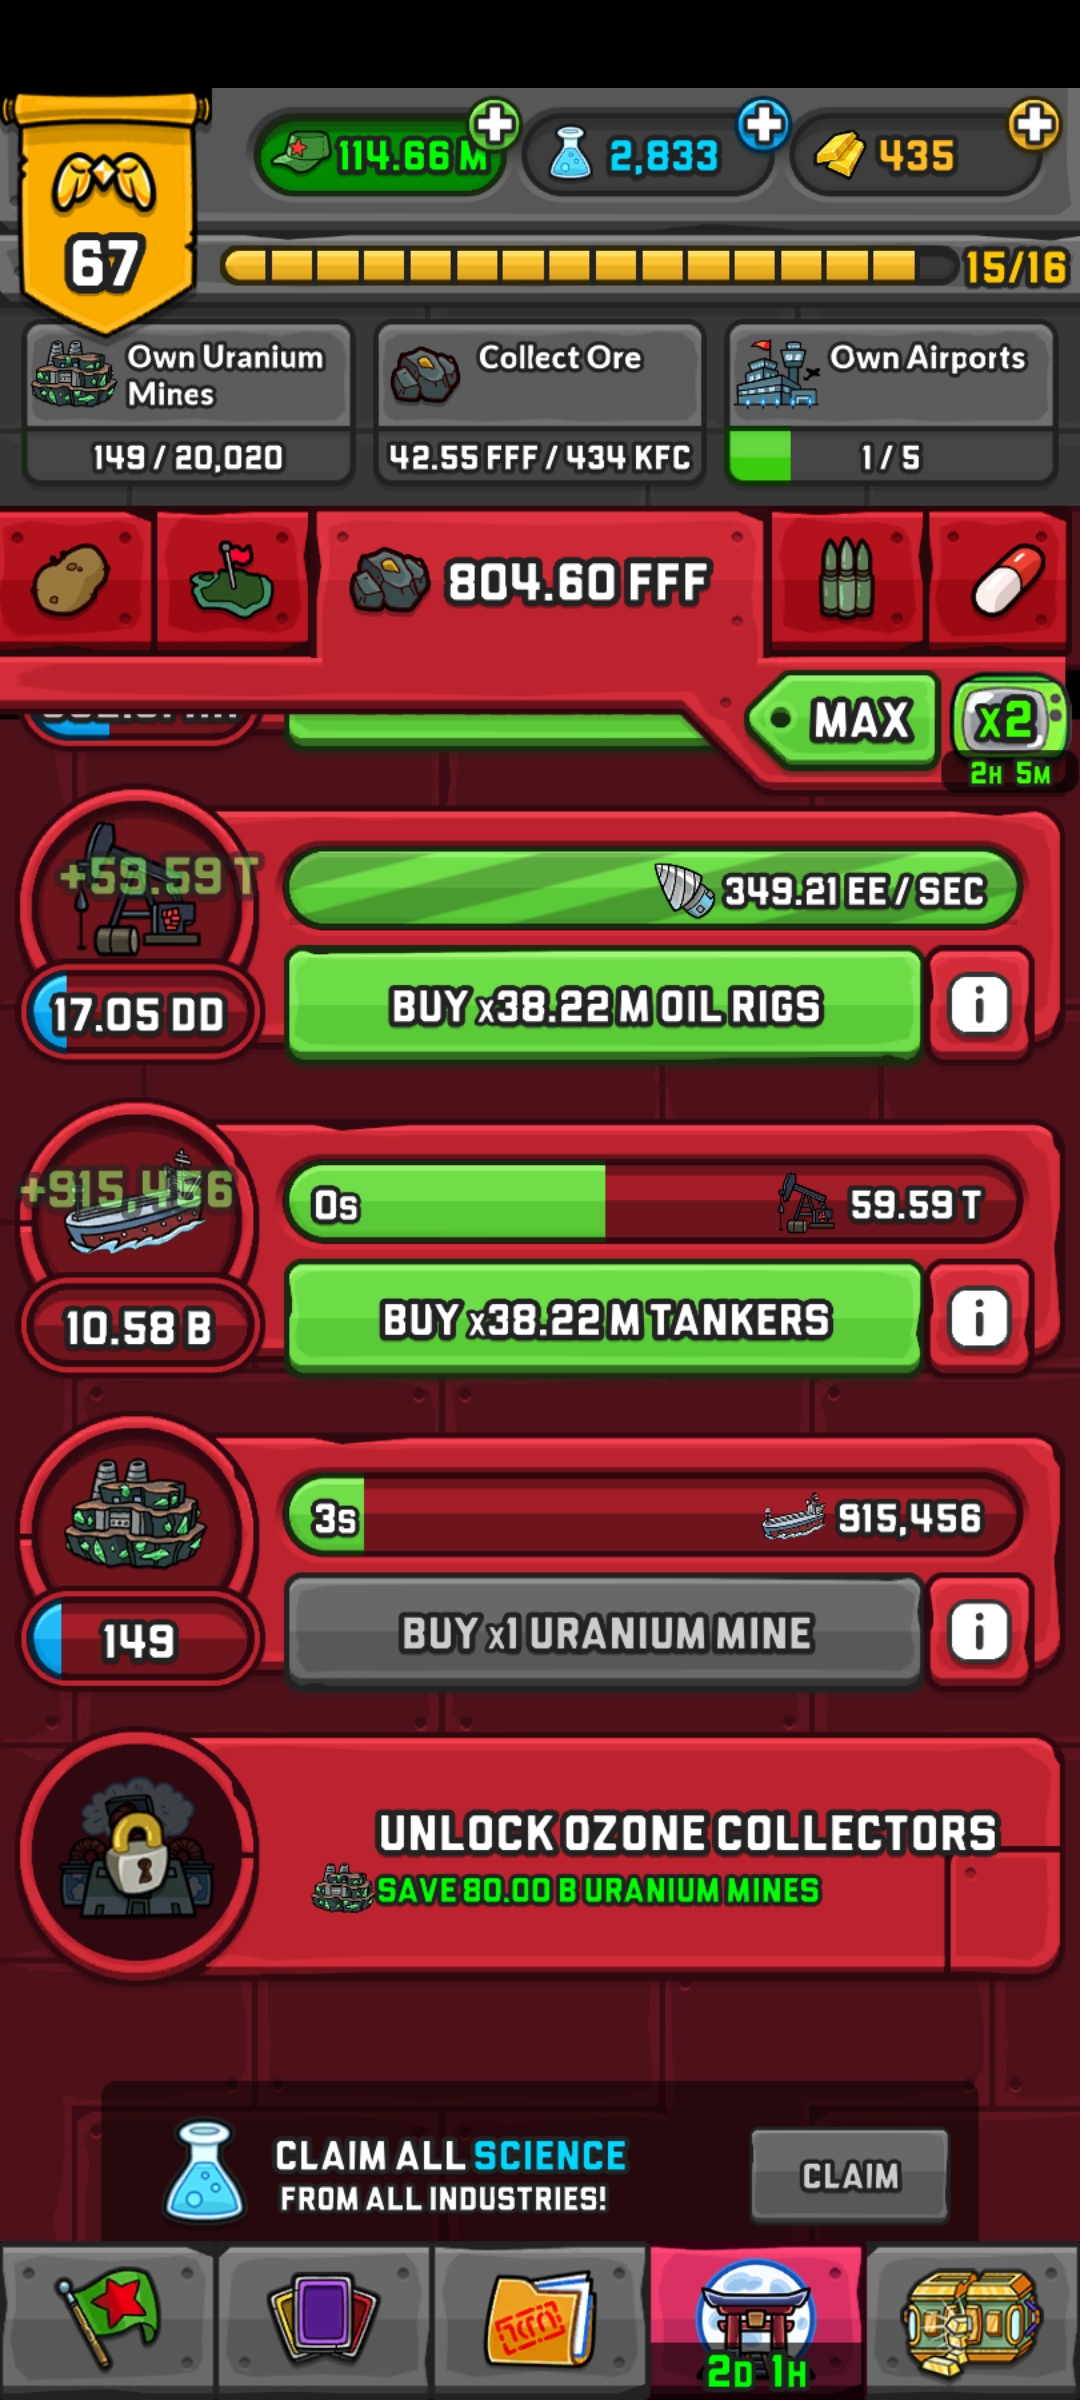 114.66 M
2,833
435
67
15/16
Own Uranium
Mines
149 / 20,020
Collect Ore
42.55 FFF / 434 KFC
Own Airports
1 / 5
804.60 FFF
MAX
x2
2H 5M
+59.59 T
349.21 EE / SEC
17.05 DD
BUY x38.22 M OIL RIGS
i
+915,456
0s
59.59 T
10.58 B
BUY x38.22 M TANKERS
i
3s
915,456
149
BUY x1 URANIUM MINE
i
UNLOCK OZONE COLLECTORS
SAVE 80.00 B URANIUM MINES
CLAIM ALL SCIENCE
FROM ALL INDUSTRIES!
CLAIM
2D 1H